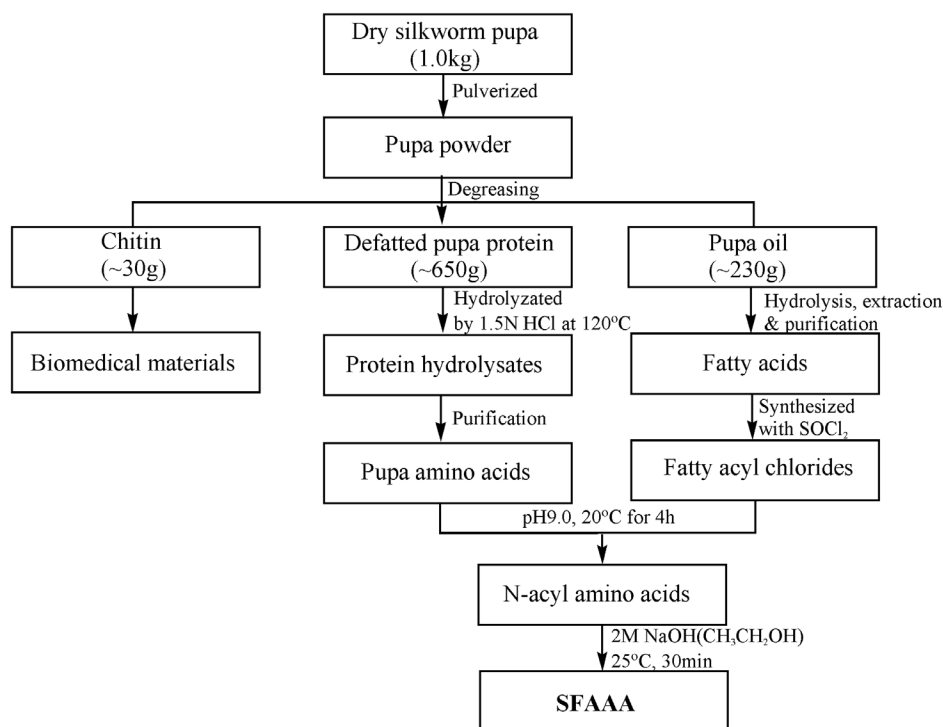 Dry silkworm pupa
(1.0kg)
Pulverized
Pupa powder
Degreasing
Chitin
(~30g)
Defatted pupa protein
(~650g)
Pupa oil
(~230g)
Hydrolyzated
by 1.5N HCl at 120°C
Hydrolysis, extraction
& purification
Biomedical materials
Protein hydrolysates
Fatty acids
Purification
Synthesized
with SOCl₂
Pupa amino acids
Fatty acyl chlorides
pH9.0, 20°C for 4h
N-acyl amino acids
2M NaOH(CH₃CH₂OH)
25°C, 30min
SFAAA